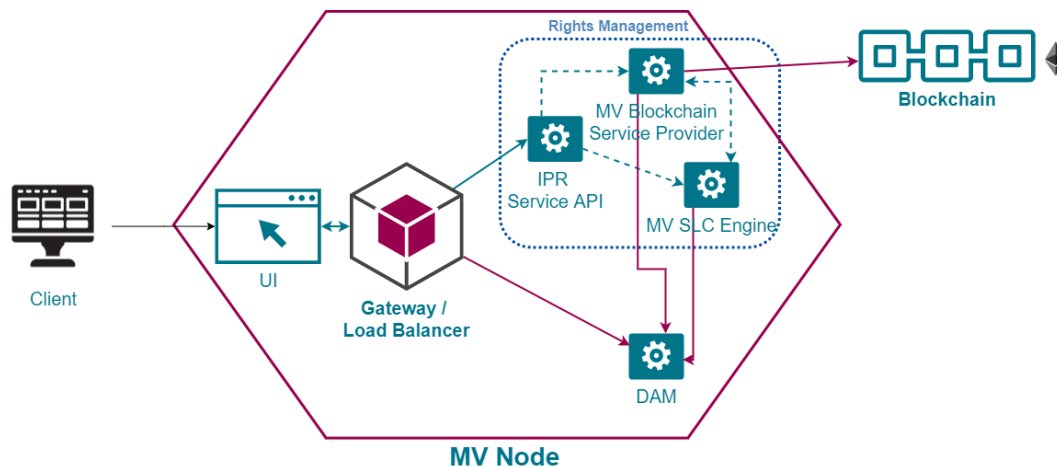 Rights Management
Blockchain
MV Blockchain
Service Provider
IPR
Service API
MV SLC Engine
UI
Client
Gateway /
Load Balancer
DAM
MV Node